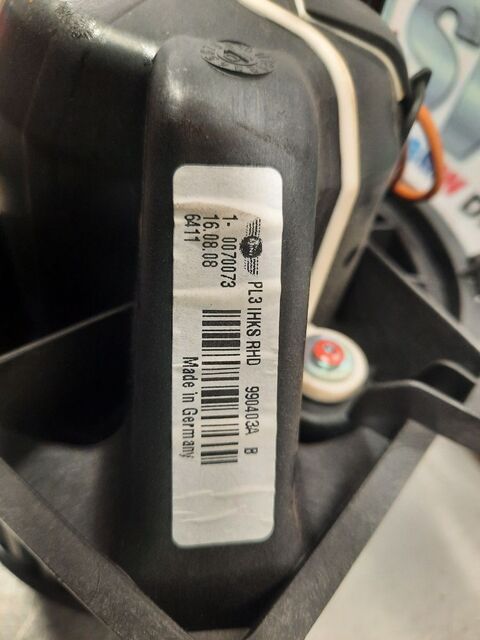 PL3 IHKS RHD 990403A B
1- 0070073
16.08.08
6411
Made in Germany